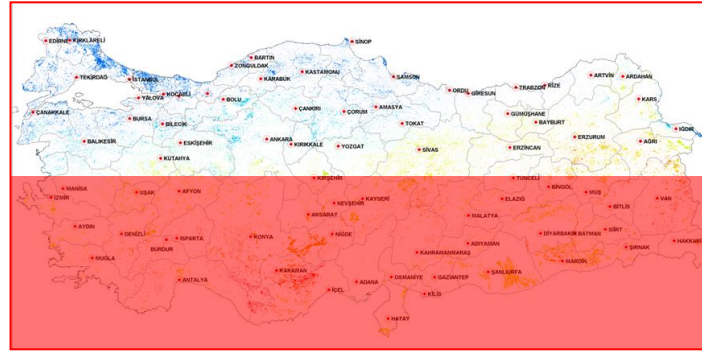 SİNOP
EDİRNE
KIRKLARELİ
BARTIN
ZONGULDAK
KASTAMONU
KARABÜK
TEKİRDAĞ
İSTANBUL
SAMSUN
ARTVİN
ARDAHAN
TRABZON
RİZE
ORDU
GİRESUN
YALOVA
KOCAELİ
BOLU
KARS
ÇANAKKALE
ÇANKIRI
ÇORUM
AMASYA
GÜMÜŞHANE
BURSA
BİLECİK
TOKAT
BAYBURT
IĞDIR
BALIKESİR
ESKİŞEHİR
ANKARA
KIRIKKALE
YOZGAT
SİVAS
ERZİNCAN
ERZURUM
AĞRI
KÜTAHYA
KIRŞEHİR
TUNCELİ
MANİSA
UŞAK
AFYON
BİNGÖL
MUŞ
İZMİR
NEVŞEHİR
KAYSERİ
ELAZIĞ
VAN
BİTLİS
AKSARAY
MALATYA
AYDIN
DENİZLİ
ISPARTA
KONYA
NİĞDE
DİYARBAKIR
BATMAN
SİİRT
BURDUR
ADIYAMAN
HAKKARİ
ŞIRNAK
MUĞLA
KAHRAMANMARAŞ
MARDİN
KARAMAN
ŞANLIURFA
ANTALYA
ADANA
OSMANİYE
GAZİANTEP
İÇEL
KİLİS
HATAY